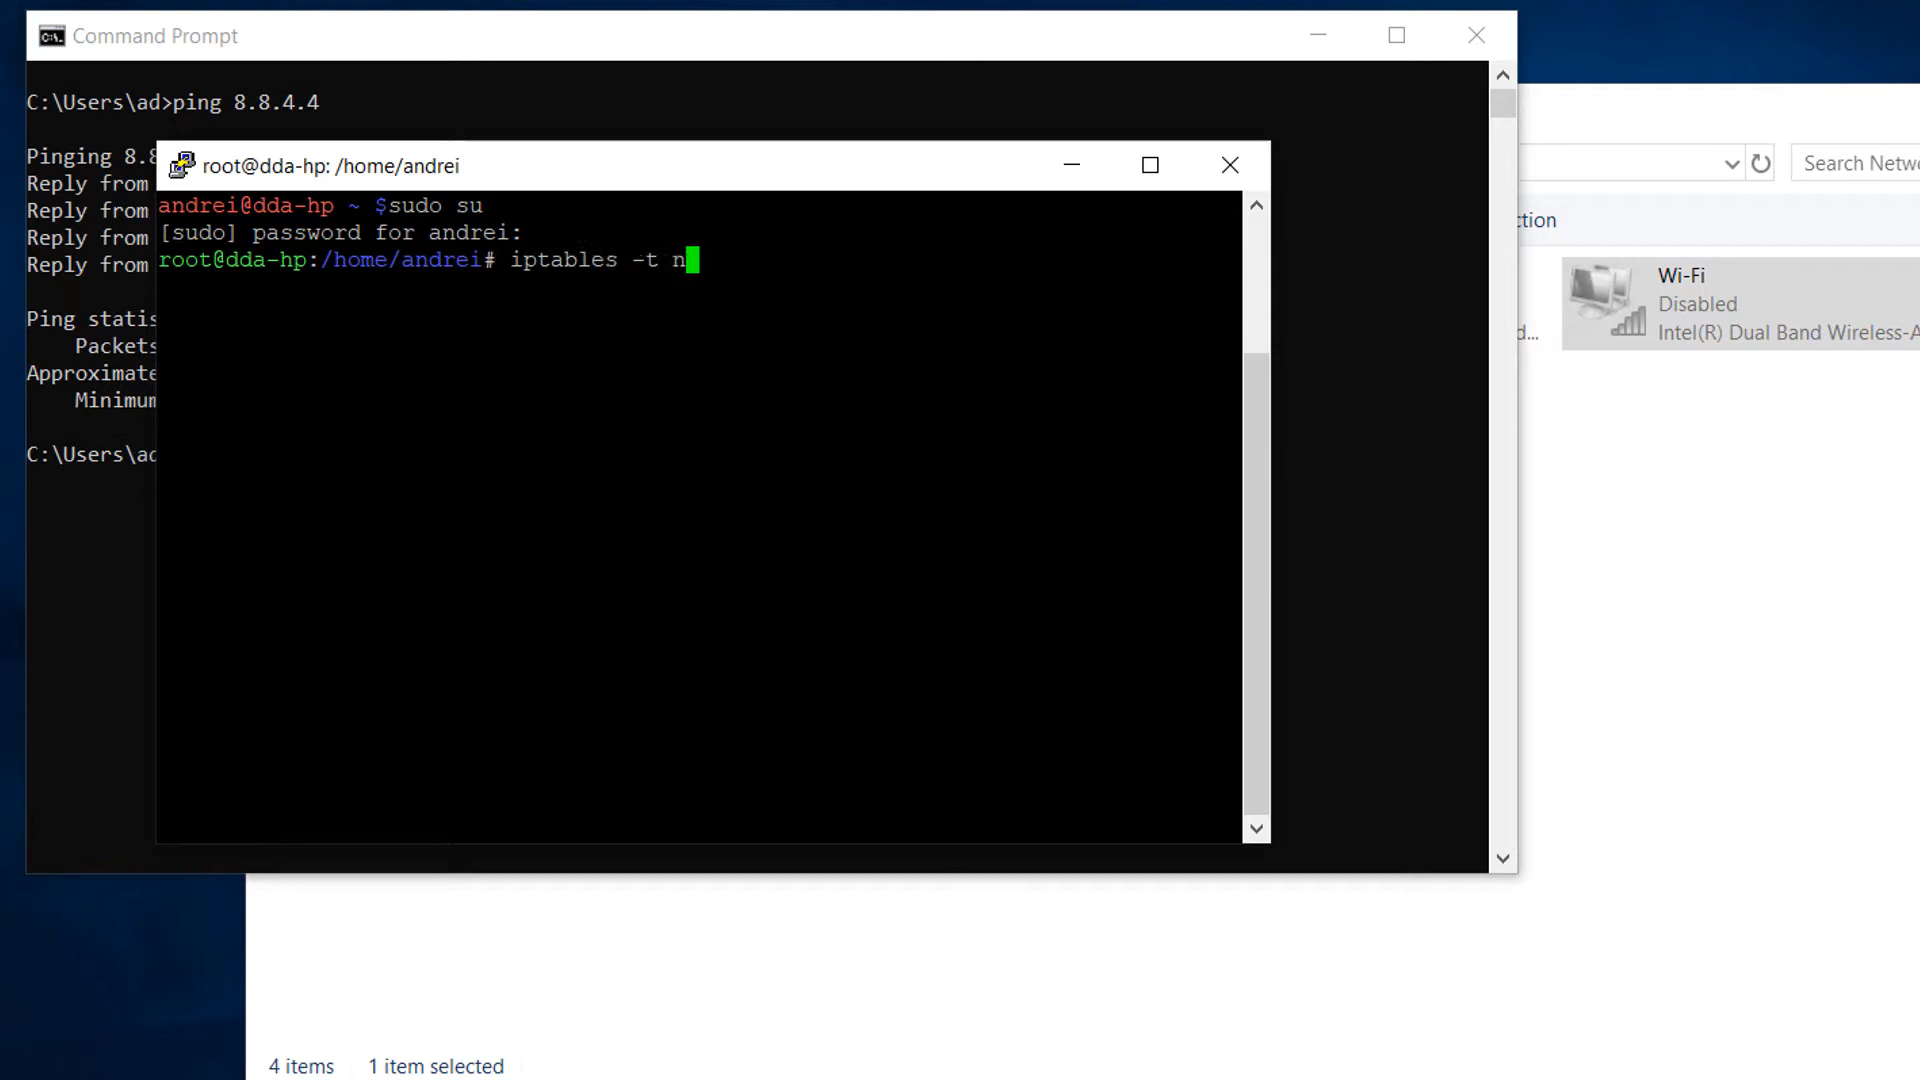 Command Prompt
C:\Users\ad>ping 8.8.4.4
Pinging 8.8
Reply from
Reply from
Reply from
Reply from
Ping statis
Packets
Approximate
Minimum
C:\Users\ad
root@dda-hp: /home/andrei
andrei@dda-hp ~ $sudo su
[sudo] password for andrei:
root@dda-hp:/home/andrei# iptables -t n
Search Netw
ction
Wi-Fi
Disabled
d... Intel(R) Dual Band Wireless-A
4 items 1 item selected